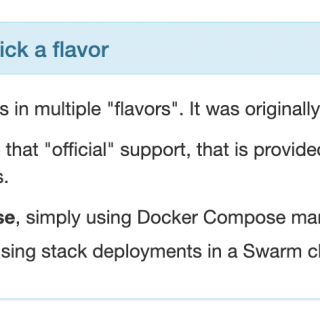 ick a flavor
s in multiple "flavors". It was originally
that "official" support, that is provided
s.
se, simply using Docker Compose man
sing stack deployments in a Swarm cl